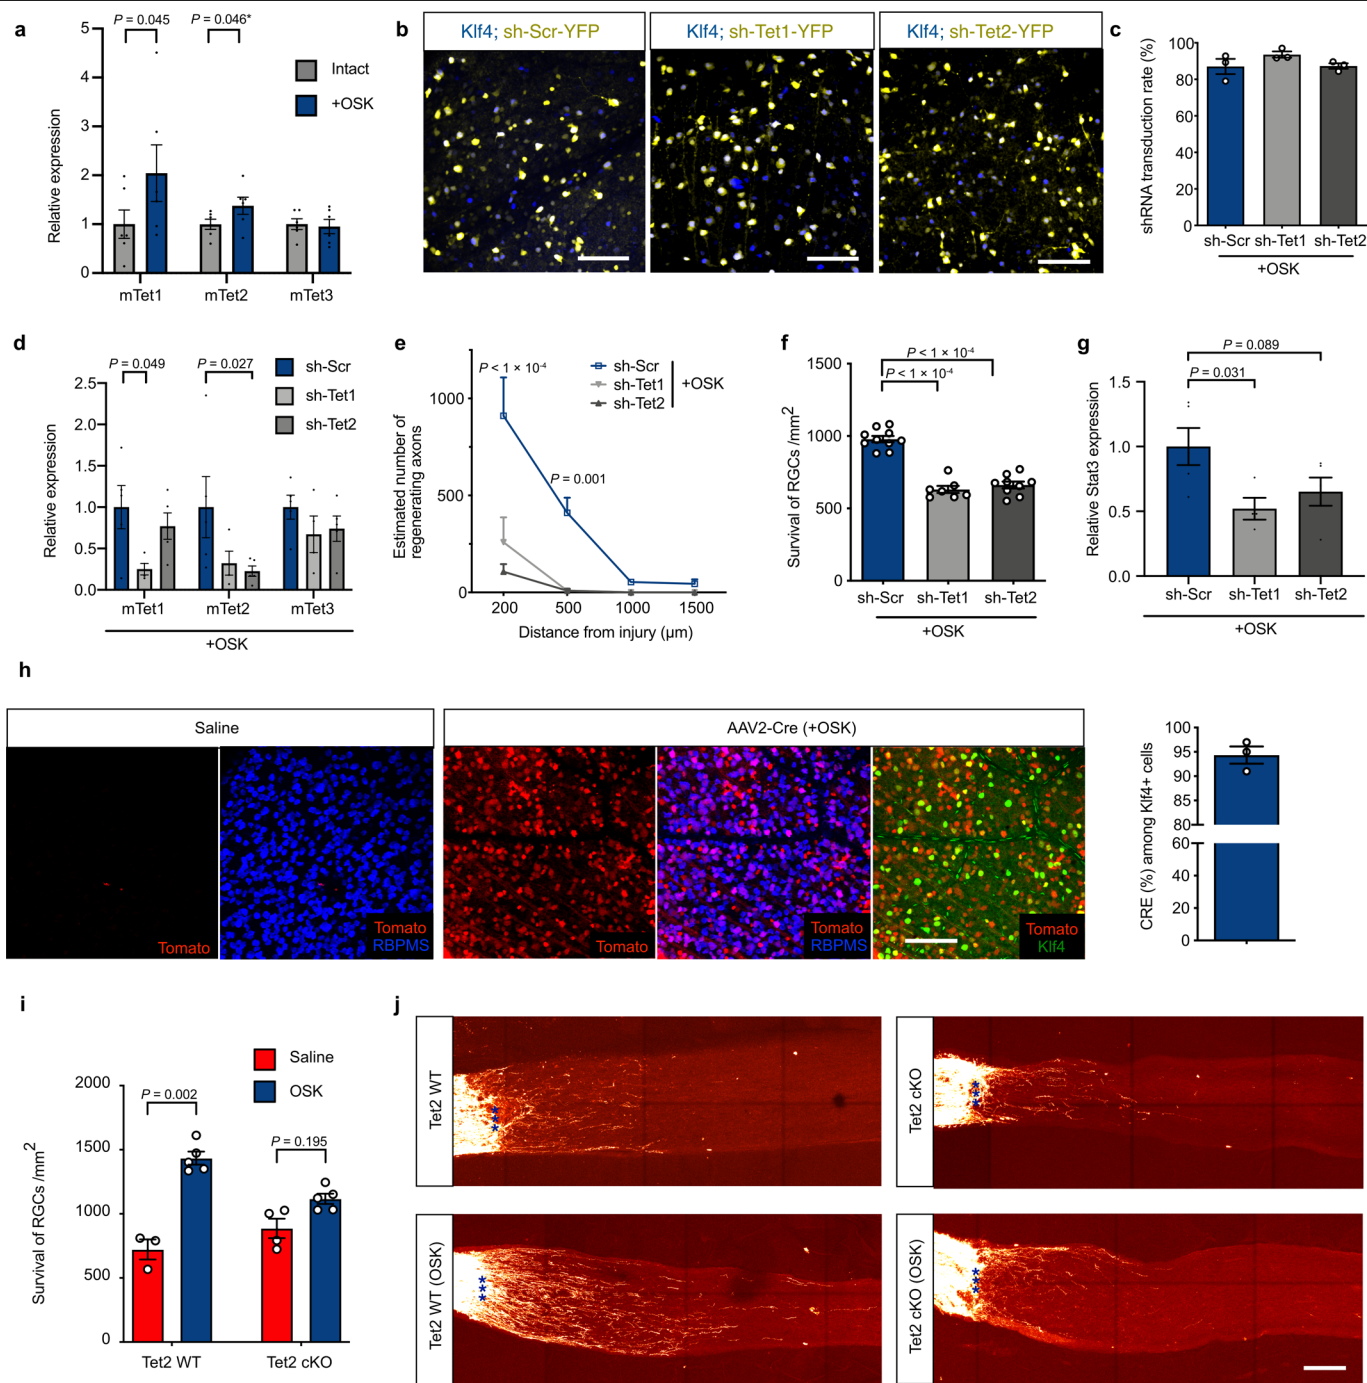 a
P = 0.045
P = 0.046*
5
4
3
2
1
0
Relative expression
Intact
+OSK
mTet1
mTet2
mTet3
b
Klf4; sh-Scr-YFP
Klf4; sh-Tet1-YFP
Klf4; sh-Tet2-YFP
c
100
80
60
40
20
0
shRNA transduction rate (%)
sh-Scr
sh-Tet1
sh-Tet2
+OSK
d
P = 0.049
P = 0.027
sh-Scr
sh-Tet1
sh-Tet2
2.5
2.0
1.5
1.0
0.5
0.0
Relative expression
mTet1
mTet2
mTet3
+OSK
e
P < 1 × 10-4
P = 0.001
sh-Scr
sh-Tet1
sh-Tet2
+OSK
1000
500
0
Estimated number of
regenerating axons
200
500
1000
1500
Distance from injury (µm)
f
P < 1 × 10-4
P < 1 × 10-4
1500
1000
500
0
Survival of RGCs /mm2
sh-Scr
sh-Tet1
sh-Tet2
+OSK
g
P = 0.089
P = 0.031
1.5
1.0
0.5
0.0
Relative Stat3 expression
sh-Scr
sh-Tet1
sh-Tet2
+OSK
h
Saline
AAV2-Cre (+OSK)
Tomato
Tomato
RBPMS
Tomato
Tomato
RBPMS
Tomato
Klf4
100
95
90
85
80
60
40
20
0
CRE (%) among Klf4+ cells
i
Saline
OSK
P = 0.002
P = 0.195
2000
1500
1000
500
0
Survival of RGCs /mm2
Tet2 WT
Tet2 cKO
j
Tet2 WT
***
Tet2 cKO
***
Tet2 WT (OSK)
***
Tet2 cKO (OSK)
***